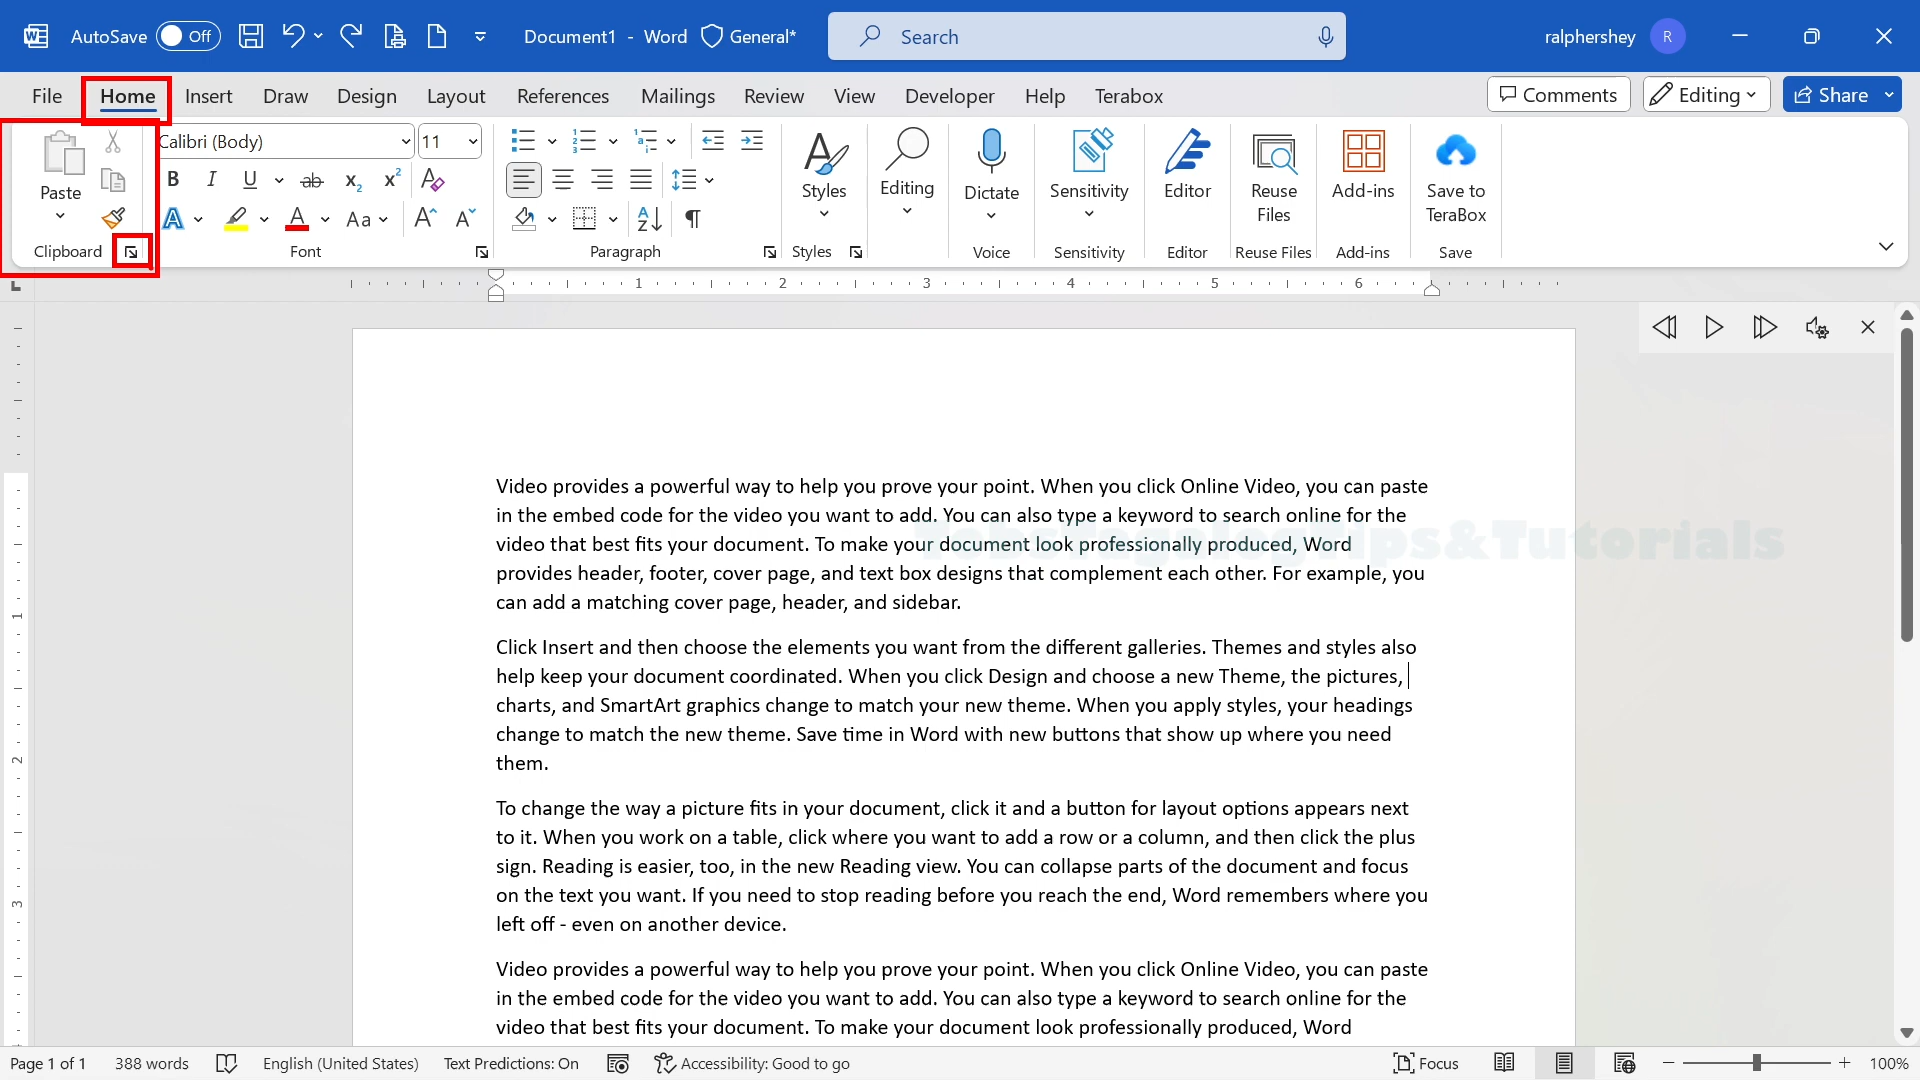 AutoSave Off Document1 - Word General* Search ralphershey R
File Home Insert Draw Design Layout References Mailings Review View Developer Help Terabox Comments Editing Share
Calibri (Body) 11
Paste
Styles Editing Dictate Sensitivity Editor Reuse Files Add-ins Save to TeraBox
Clipboard Font Paragraph Styles Voice Sensitivity Editor Reuse Files Add-ins Save
1 2 3 4 5 6
Video provides a powerful way to help you prove your point. When you click Online Video, you can paste
in the embed code for the video you want to add. You can also type a keyword to search online for the
video that best fits your document. To make your document look professionally produced, Word
provides header, footer, cover page, and text box designs that complement each other. For example, you
can add a matching cover page, header, and sidebar.
TobsTagalogTips&Tutorials
Click Insert and then choose the elements you want from the different galleries. Themes and styles also
help keep your document coordinated. When you click Design and choose a new Theme, the pictures,
charts, and SmartArt graphics change to match your new theme. When you apply styles, your headings
change to match the new theme. Save time in Word with new buttons that show up where you need
them.
To change the way a picture fits in your document, click it and a button for layout options appears next
to it. When you work on a table, click where you want to add a row or a column, and then click the plus
sign. Reading is easier, too, in the new Reading view. You can collapse parts of the document and focus
on the text you want. If you need to stop reading before you reach the end, Word remembers where you
left off - even on another device.
Video provides a powerful way to help you prove your point. When you click Online Video, you can paste
in the embed code for the video you want to add. You can also type a keyword to search online for the
video that best fits your document. To make your document look professionally produced, Word
1
2
3
Page 1 of 1 388 words English (United States) Text Predictions: On Accessibility: Good to go Focus 100%